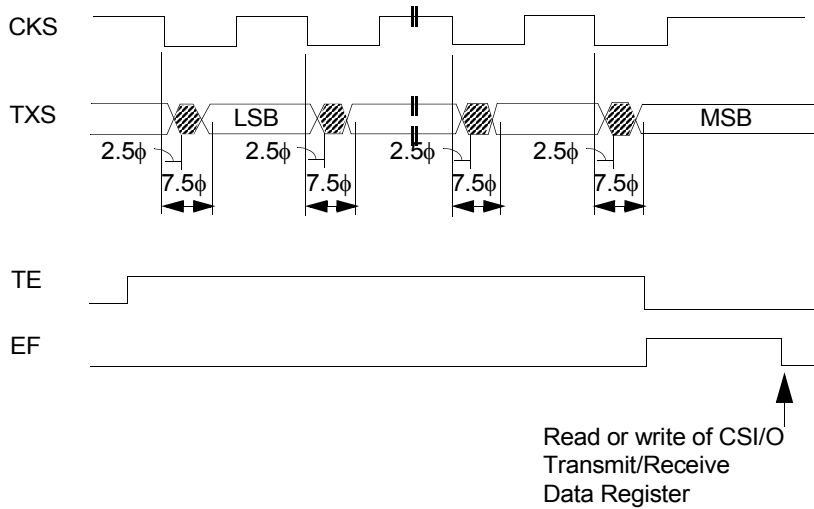 CKS
TXS
LSB
MSB
2.5ϕ 2.5ϕ 2.5ϕ 2.5ϕ
7.5ϕ 7.5ϕ 7.5ϕ 7.5ϕ
TE
EF
Read or write of CSI/O
Transmit/Receive
Data Register